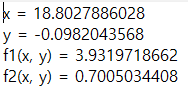 x = 18.8027886028
y = -0.0982043568
f1(x, y) = 3.9319718662
f2(x, y) = 0.7005034408